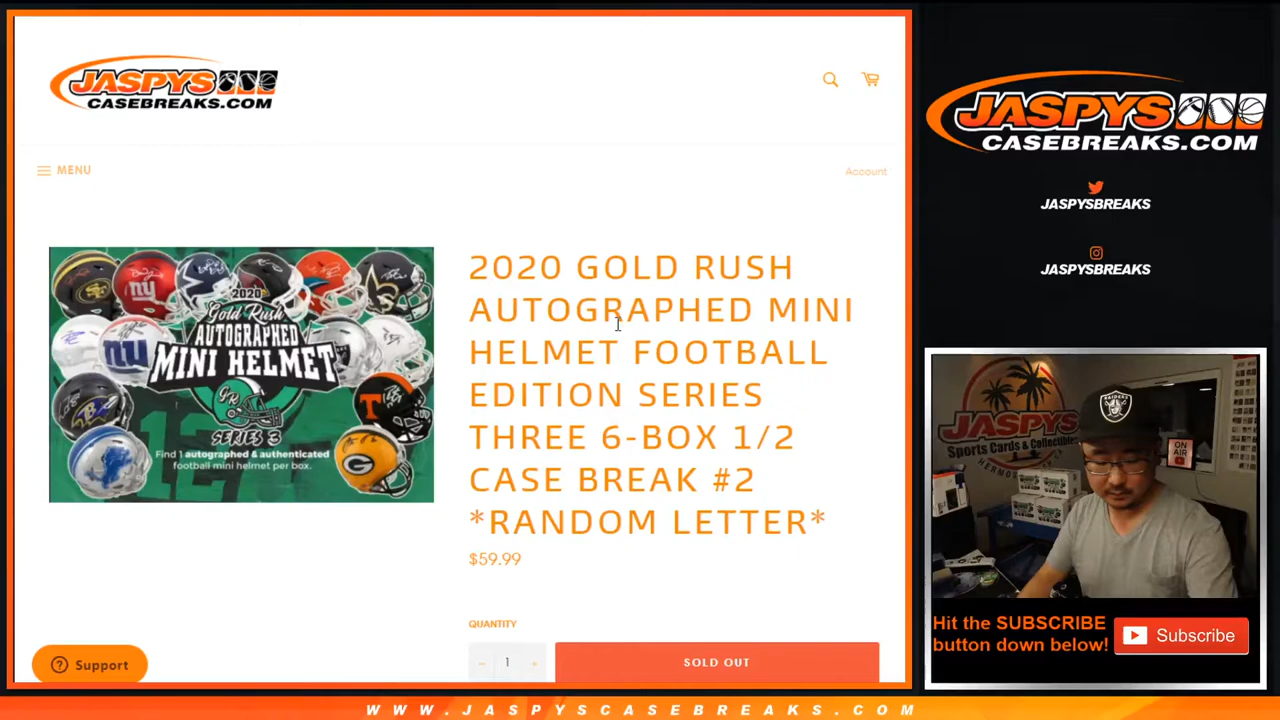 JASPYS
CASEBREAKS.COM
MENU
Account
2020
Gold Rush
AUTOGRAPHED
MINI HELMET
GR
SERIES 3
Find 1 autographed & authenticated
football mini helmet per box.
2020 GOLD RUSH
AUTOGRAPHED MINI
HELMET FOOTBALL
EDITION SERIES
THREE 6-BOX 1/2
CASE BREAK #2
*RANDOM LETTER*
$59.99
QUANTITY
− 1 +
SOLD OUT
Support
JASPYS
CASEBREAKS.COM
JASPYSBREAKS
JASPYSBREAKS
JASPYS
Sports Cards & Collectibles
RAIDERS
ON
AIR
Hit the SUBSCRIBE
button down below!
Subscribe
WWW.JASPYSCASEBREAKS.COM